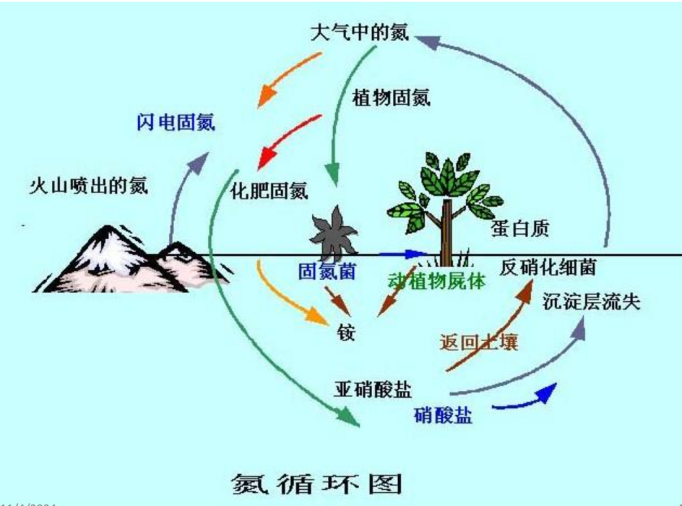 大气中的氮
植物固氮
闪电固氮
火山喷出的氮
化肥固氮
蛋白质
固氮菌
动植物屍体
反硝化细菌
沉淀层流失
铵
返回土壤
亚硝酸盐
硝酸盐
氮循环图